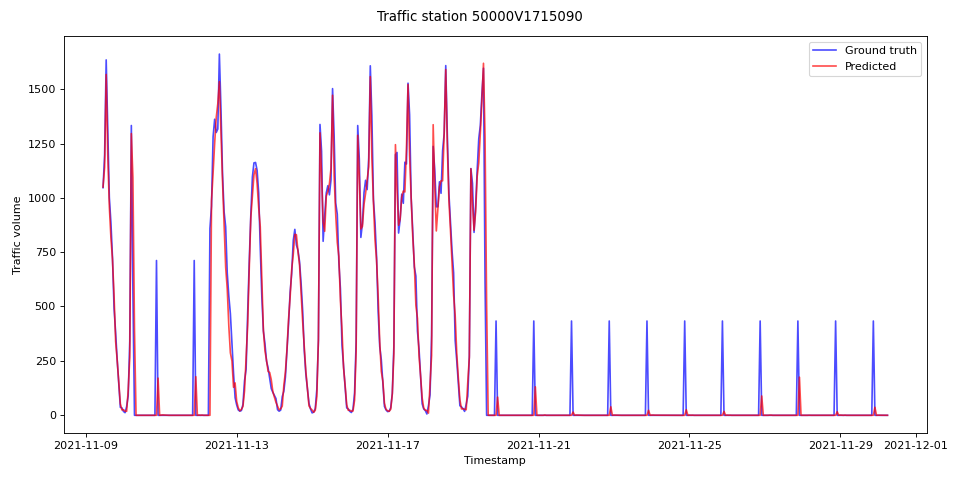 Traffic station 50000V1715090
Ground truth
Predicted
1500
1250
1000
750
500
250
0
Traffic volume
2021-11-09
2021-11-13
2021-11-17
2021-11-21
2021-11-25
2021-11-29
2021-12-01
Timestamp